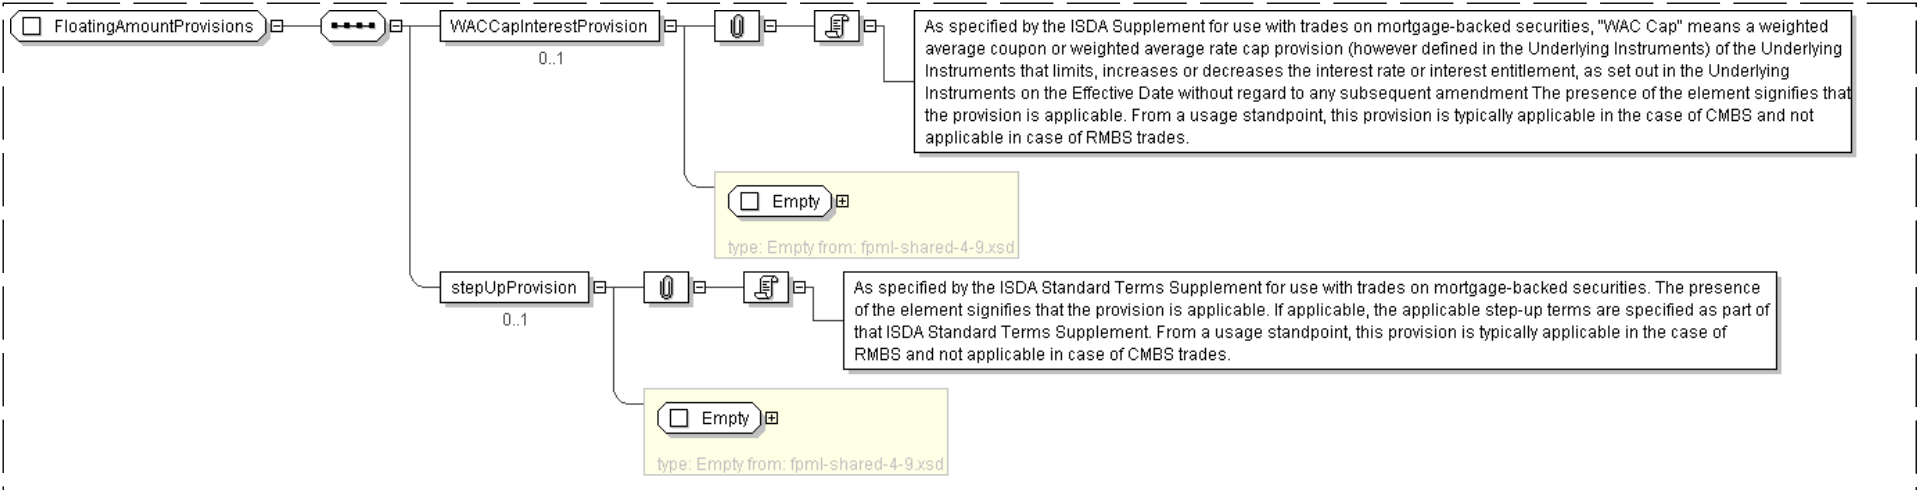 FloatingAmountProvisions
WACCapInterestProvision
0..1
As specified by the ISDA Supplement for use with trades on mortgage-backed securities, "WAC Cap" means a weighted
average coupon or weighted average rate cap provision (however defined in the Underlying Instruments) of the Underlying
Instruments that limits, increases or decreases the interest rate or interest entitlement, as set out in the Underlying
Instruments on the Effective Date without regard to any subsequent amendment The presence of the element signifies that
the provision is applicable. From a usage standpoint, this provision is typically applicable in the case of CMBS and not
applicable in case of RMBS trades.
Empty
type: Empty from: fpml-shared-4-9.xsd
stepUpProvision
0..1
As specified by the ISDA Standard Terms Supplement for use with trades on mortgage-backed securities. The presence
of the element signifies that the provision is applicable. If applicable, the applicable step-up terms are specified as part of
that ISDA Standard Terms Supplement. From a usage standpoint, this provision is typically applicable in the case of
RMBS and not applicable in case of CMBS trades.
Empty
type: Empty from: fpml-shared-4-9.xsd